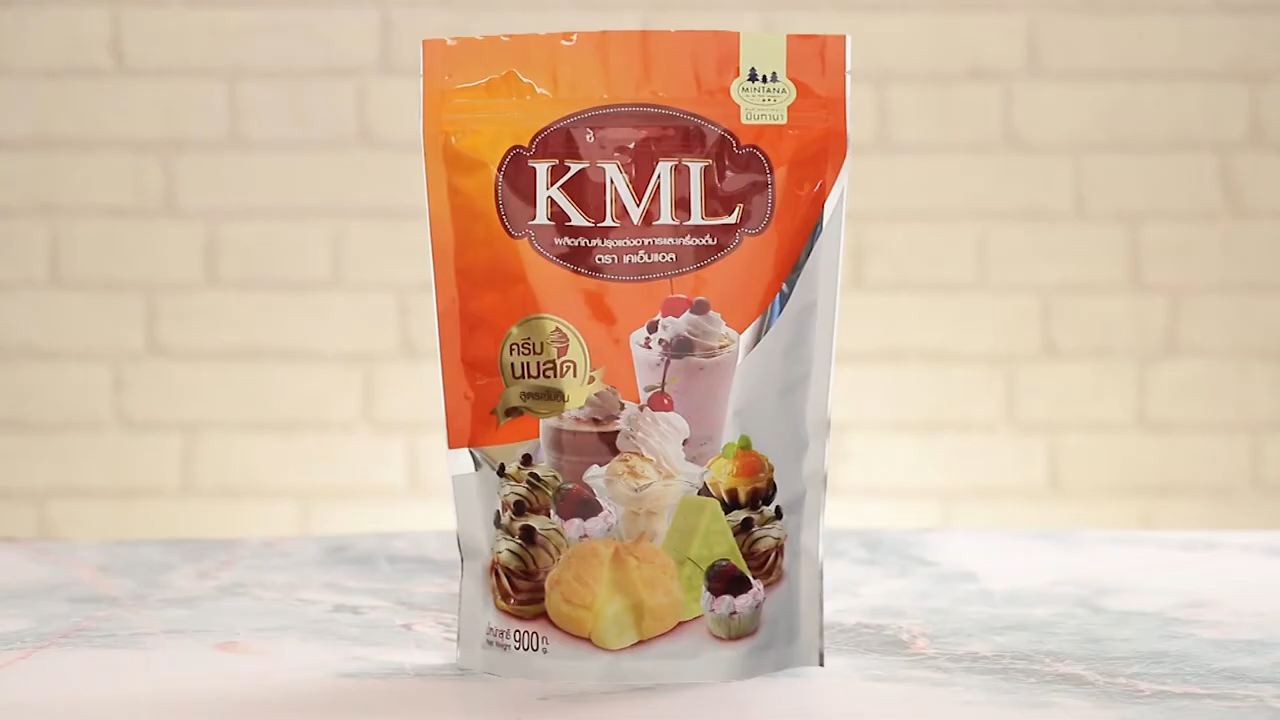 MINTANA
มินทานา
KML
ผลิตภัณฑ์ปรุงแต่งอาหารและเครื่องดื่ม
ตรา เคเอ็มแอล
ครีม
นมสด
สูตรเข้มข้น
น้ำหนักสุทธิ 900 ก.
Net Weight g.